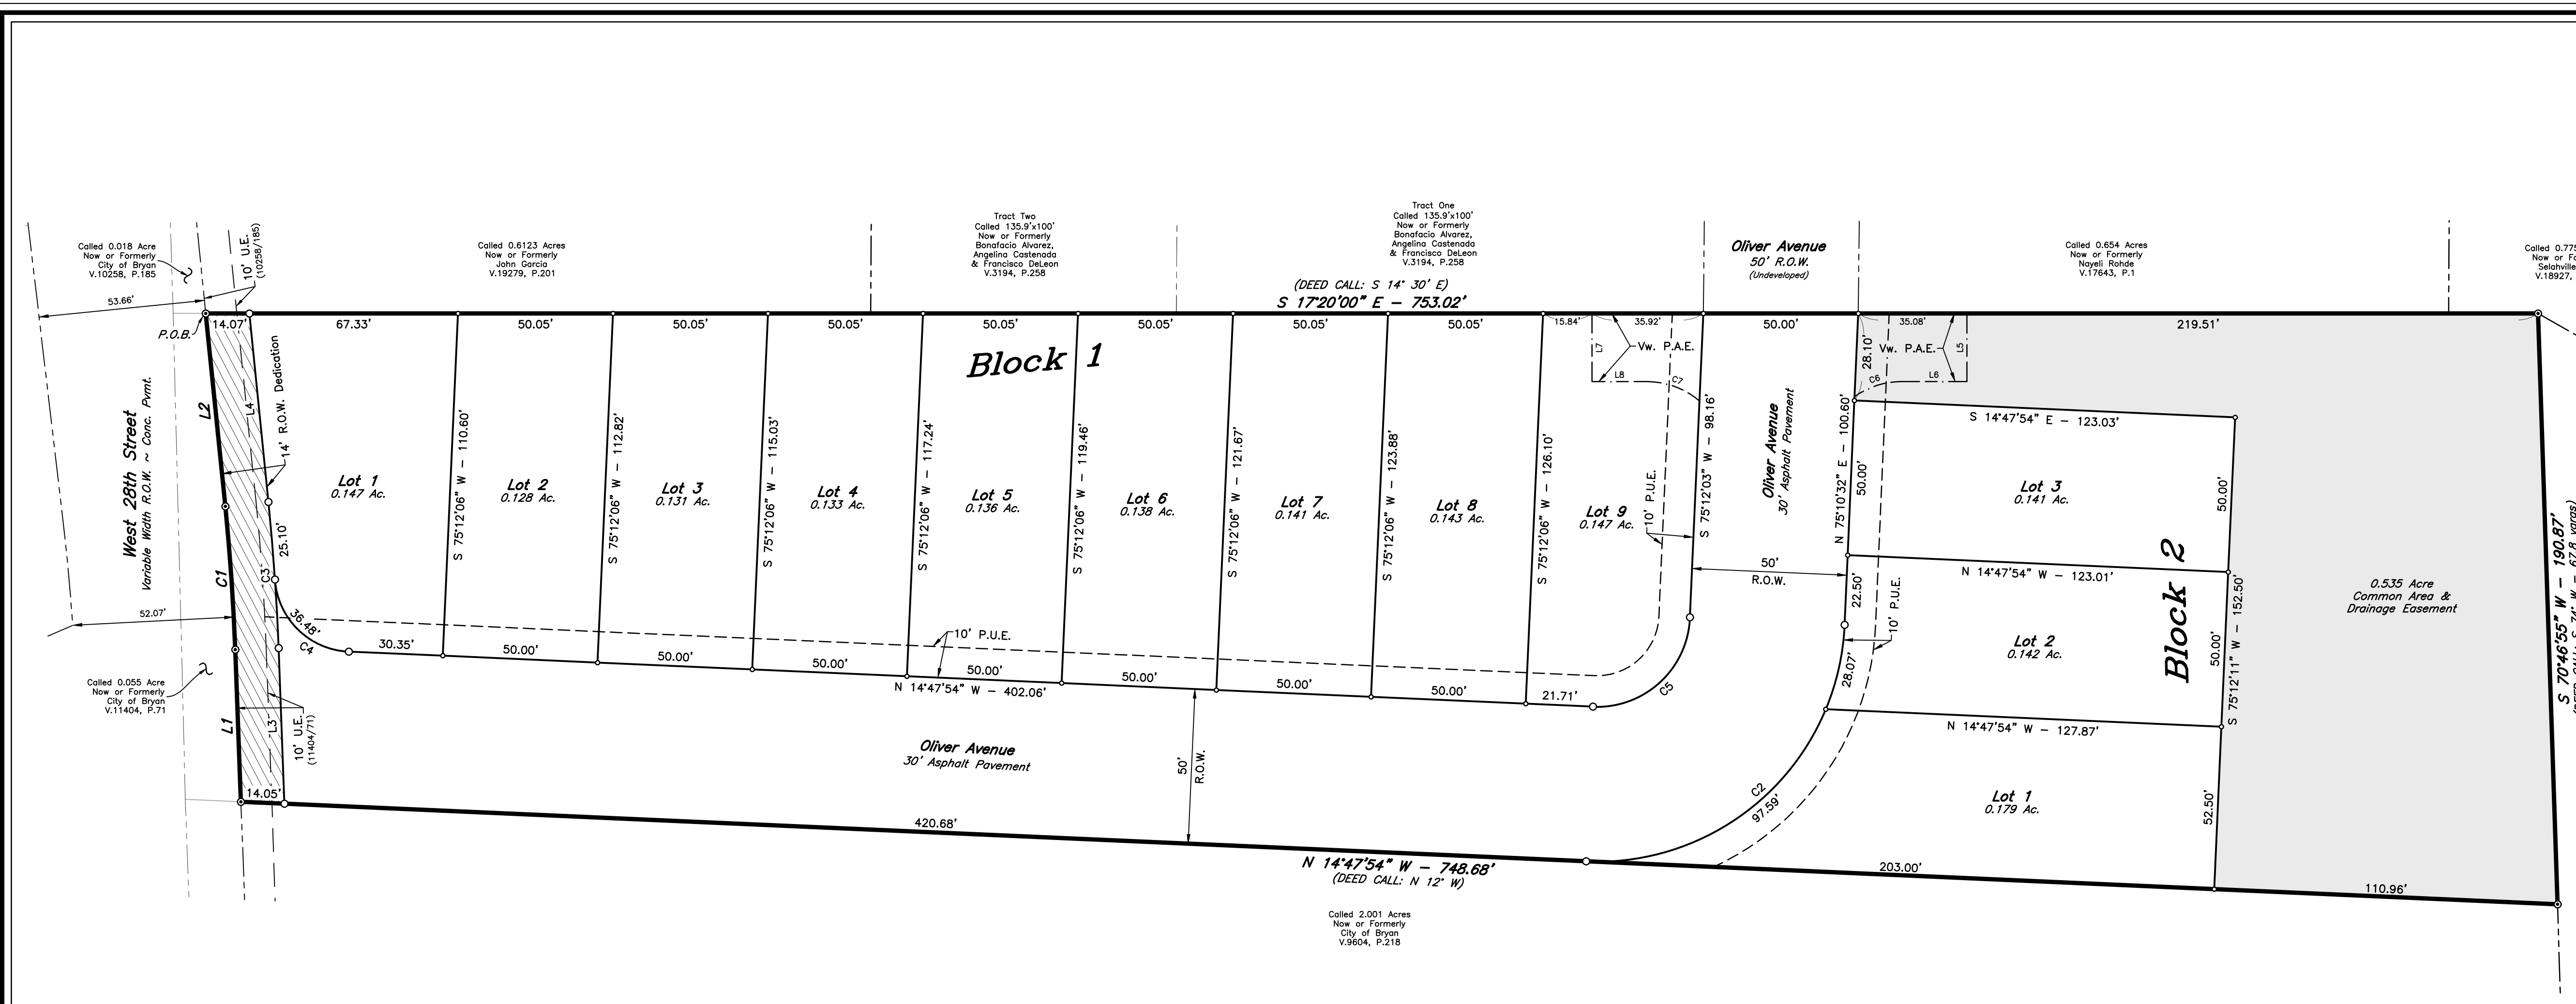 Called 0.018 Acre
Now or Formerly
City of Bryan
V.10258, P.185
10' U.E.
(10258/185)
Called 0.6123 Acres
Now or Formerly
John Garcia
V.19279, P.201
Tract Two
Called 135.9'x100'
Now or Formerly
Bonafacio Alvarez,
Angelina Castenada
& Francisco DeLeon
V.3194, P.258
Tract One
Called 135.9'x100'
Now or Formerly
Bonafacio Alvarez,
Angelina Castenada
& Francisco DeLeon
V.3194, P.258
Oliver Avenue
50' R.O.W.
(Undeveloped)
Called 0.654 Acres
Now or Formerly
Nayeli Rohde
V.17643, P.1
Called 0.775
Now or Fo
Selahville
V.18927,
(DEED CALL: S 14° 30' E)
S 17°20'00" E - 753.02'
53.66'
P.O.B.
14.07'
67.33'
50.05'
50.05'
50.05'
50.05'
50.05'
50.05'
50.05'
15.84'
35.92'
50.00'
35.08'
219.51'
Block 1
L7
Vw. P.A.E.
L8
C7
28.10'
Vw. P.A.E.
L5
C6
L6
West 28th Street
Variable Width R.O.W. ~ Conc. Pvmt.
L2
L4
14' R.O.W. Dedication
C1
C3
25.10'
Lot 1
0.147 Ac.
S 75°12'06" W - 110.60'
Lot 2
0.128 Ac.
S 75°12'06" W - 112.82'
Lot 3
0.131 Ac.
S 75°12'06" W - 115.03'
Lot 4
0.133 Ac.
S 75°12'06" W - 117.24'
Lot 5
0.136 Ac.
S 75°12'06" W - 119.46'
Lot 6
0.138 Ac.
S 75°12'06" W - 121.67'
Lot 7
0.141 Ac.
S 75°12'06" W - 123.88'
Lot 8
0.143 Ac.
S 75°12'06" W - 126.10'
Lot 9
0.147 Ac.
10' P.U.E.
S 75°12'03" W - 98.16'
Oliver Avenue
30' Asphalt Pavement
50'
R.O.W.
N 75°10'32" E - 100.60'
50.00'
S 14°47'54" E - 123.03'
Lot 3
0.141 Ac.
50.00'
N 14°47'54" W - 123.01'
22.50'
10' P.U.E.
28.07'
Lot 2
0.142 Ac.
50.00'
Block 2
S 75°12'11" W - 152.50'
N 14°47'54" W - 127.87'
Lot 1
0.179 Ac.
52.50'
0.535 Acre
Common Area &
Drainage Easement
S 70°46'55" W - 190.87'
(DEED CALL: S 74° W - 67.8 varas)
52.07'
Called 0.055 Acre
Now or Formerly
City of Bryan
V.11404, P.71
L1
L3
10' U.E.
(11404/71)
14.05'
36.48'
C4
30.35'
50.00'
50.00'
50.00'
50.00'
50.00'
50.00'
50.00'
21.71'
C5
10' P.U.E.
N 14°47'54" W - 402.06'
Oliver Avenue
30' Asphalt Pavement
50'
R.O.W.
C2
97.59'
420.68'
203.00'
110.96'
N 14°47'54" W - 748.68'
(DEED CALL: N 12° W)
Called 2.001 Acres
Now or Formerly
City of Bryan
V.9604, P.218